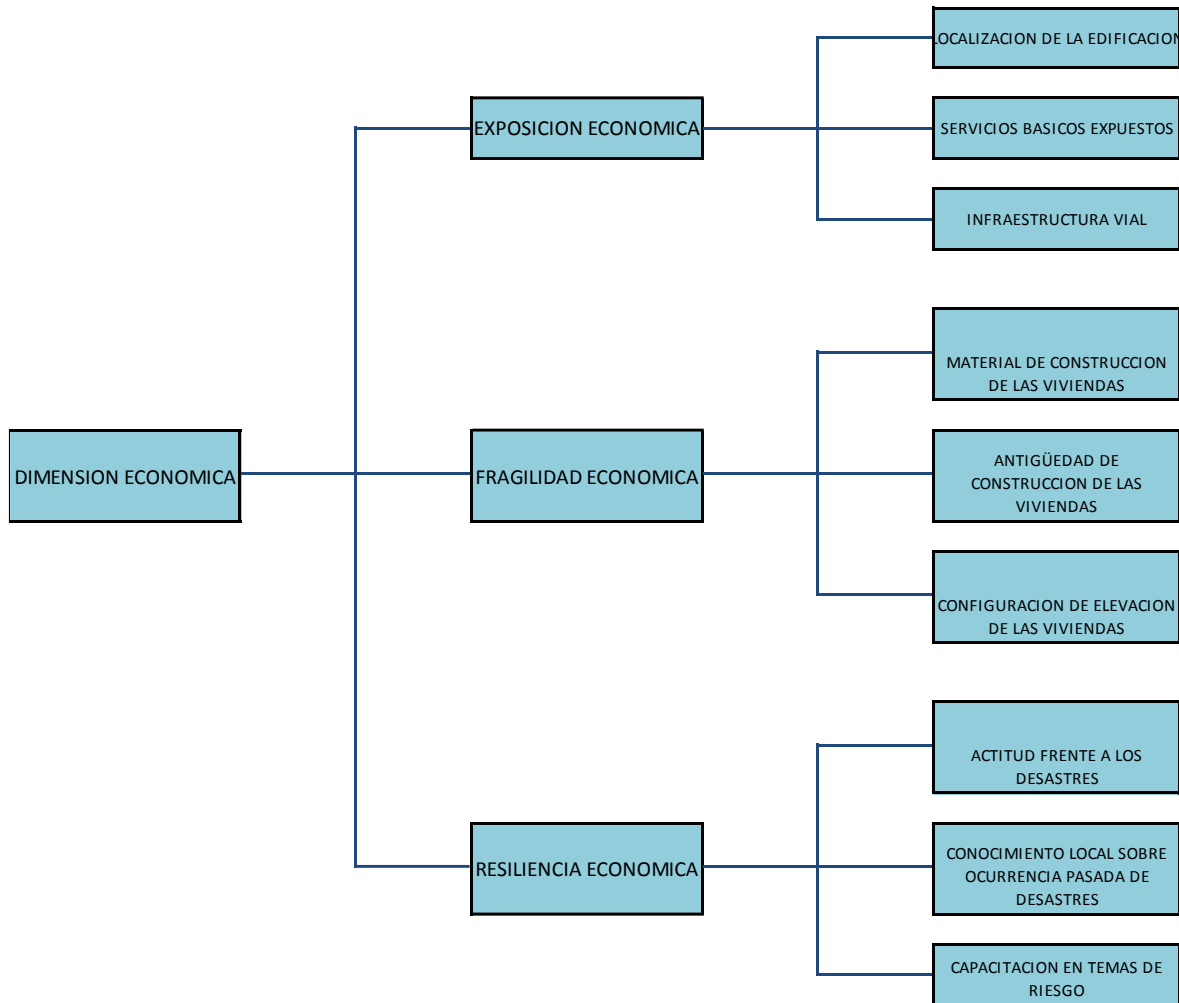 LOCALIZACION DE LA EDIFICACION
EXPOSICION ECONOMICA
SERVICIOS BASICOS EXPUESTOS
INFRAESTRUCTURA VIAL
MATERIAL DE CONSTRUCCION
DE LAS VIVIENDAS
DIMENSION ECONOMICA
FRAGILIDAD ECONOMICA
ANTIGÜEDAD DE
CONSTRUCCION DE LAS
VIVIENDAS
CONFIGURACION DE ELEVACION
DE LAS VIVIENDAS
ACTITUD FRENTE A LOS
DESASTRES
RESILIENCIA ECONOMICA
CONOCIMIENTO LOCAL SOBRE
OCURRENCIA PASADA DE
DESASTRES
CAPACITACION EN TEMAS DE
RIESGO